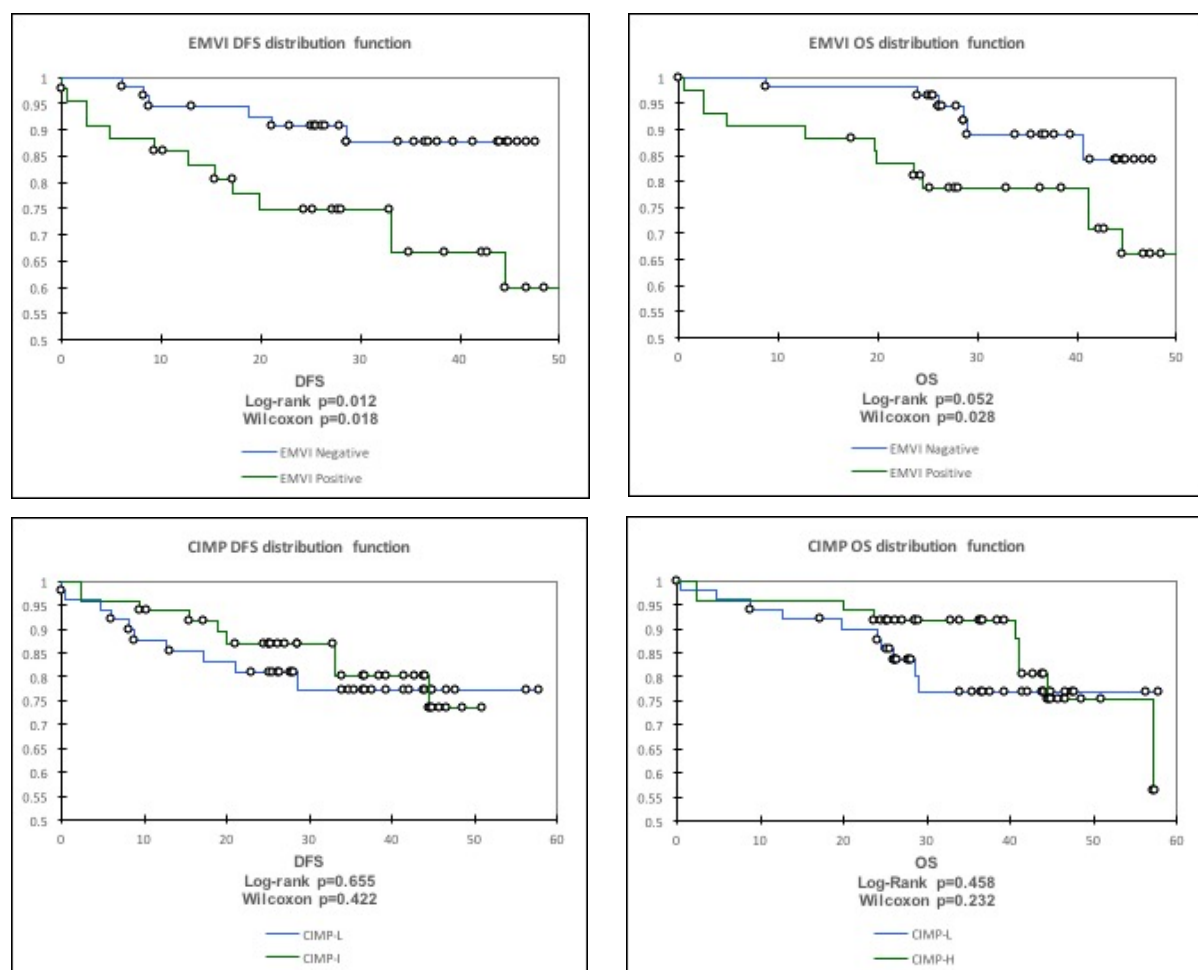 EMVI DFS distribution function
1
0.95
0.9
0.85
0.8
0.75
0.7
0.65
0.6
0.55
0.5
0 10 20 30 40 50
DFS
Log-rank p=0.012
Wilcoxon p=0.018
EMVI Negative
EMVI Positive
EMVI OS distribution function
1
0.95
0.9
0.85
0.8
0.75
0.7
0.65
0.6
0.55
0.5
0 10 20 30 40 50
OS
Log-rank p=0.052
Wilcoxon p=0.028
EMVI Nagative
EMVI Positive
CIMP DFS distribution function
1
0.95
0.9
0.85
0.8
0.75
0.7
0.65
0.6
0.55
0.5
0 10 20 30 40 50 60
DFS
Log-rank p=0.655
Wilcoxon p=0.422
CIMP-L
CIMP-I
CIMP OS distribution function
1
0.95
0.9
0.85
0.8
0.75
0.7
0.65
0.6
0.55
0.5
0 10 20 30 40 50 60
OS
Log-Rank p=0.458
Wilcoxon p=0.232
CIMP-L
CIMP-H